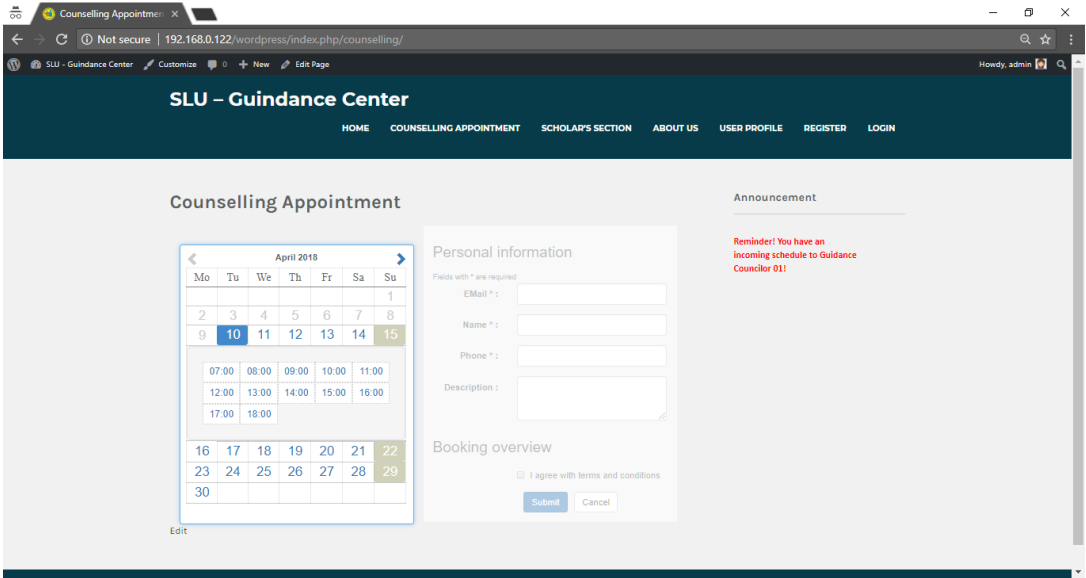 Counselling Appointmen
Not secure | 192.168.0.122/wordpress/index.php/counselling/
SLU - Guindance Center Customize 0 + New Edit Page Howdy, admin
SLU – Guindance Center
HOME COUNSELLING APPOINTMENT SCHOLAR'S SECTION ABOUT US USER PROFILE REGISTER LOGIN
Counselling Appointment
April 2018
Mo Tu We Th Fr Sa Su
1
2 3 4 5 6 7 8
9 10 11 12 13 14 15
07:00 08:00 09:00 10:00 11:00
12:00 13:00 14:00 15:00 16:00
17:00 18:00
16 17 18 19 20 21 22
23 24 25 26 27 28 29
30
Edit
Personal information
Fields with * are required
EMail * :
Name * :
Phone * :
Description :
Booking overview
I agree with terms and conditions
Submit Cancel
Announcement
Reminder! You have an
incoming schedule to Guidance
Councilor 01!